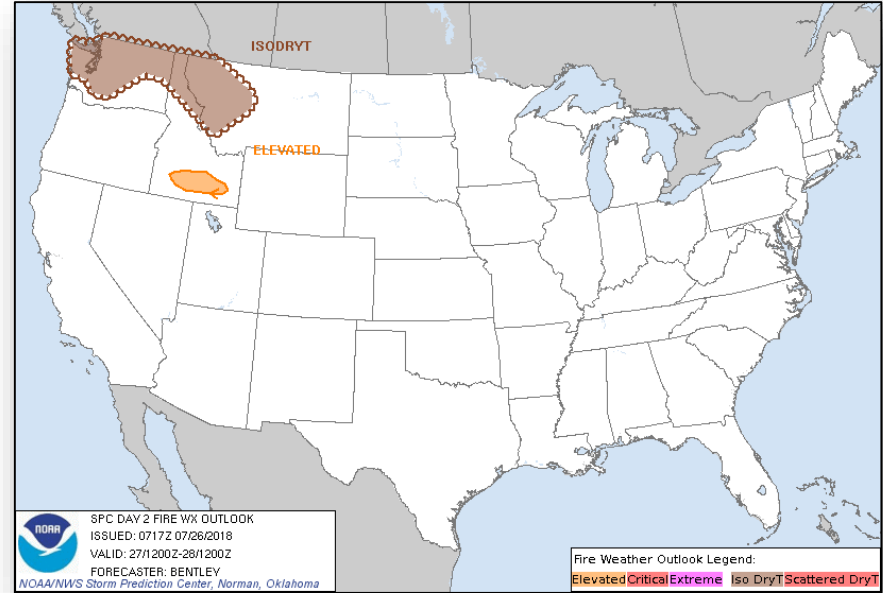 ISODRYT
ELEVATED
NOAA
SPC DAY 2 FIRE WX OUTLOOK
ISSUED: 0717Z 07/26/2018
VALID: 27/1200Z-28/1200Z
FORECASTER: BENTLEY
NOAA/NWS Storm Prediction Center, Norman, Oklahoma
Fire Weather Outlook Legend:
Elevated Critical Extreme Iso DryT Scattered DryT